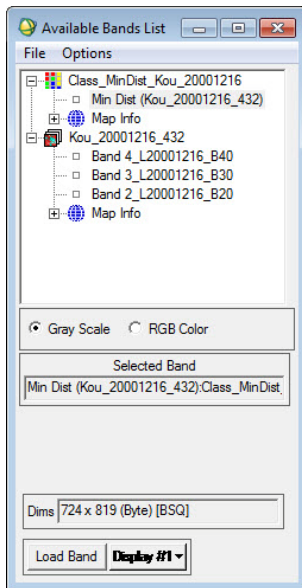 Available Bands List
File Options
Class_MinDist_Kou_20001216
Min Dist (Kou_20001216_432)
Map Info
Kou_20001216_432
Band 4_L20001216_B40
Band 3_L20001216_B30
Band 2_L20001216_B20
Map Info
Gray Scale RGB Color
Selected Band
Min Dist (Kou_20001216_432):Class_MinDist_
Dims 724 x 819 (Byte) [BSQ]
Load Band Display #1